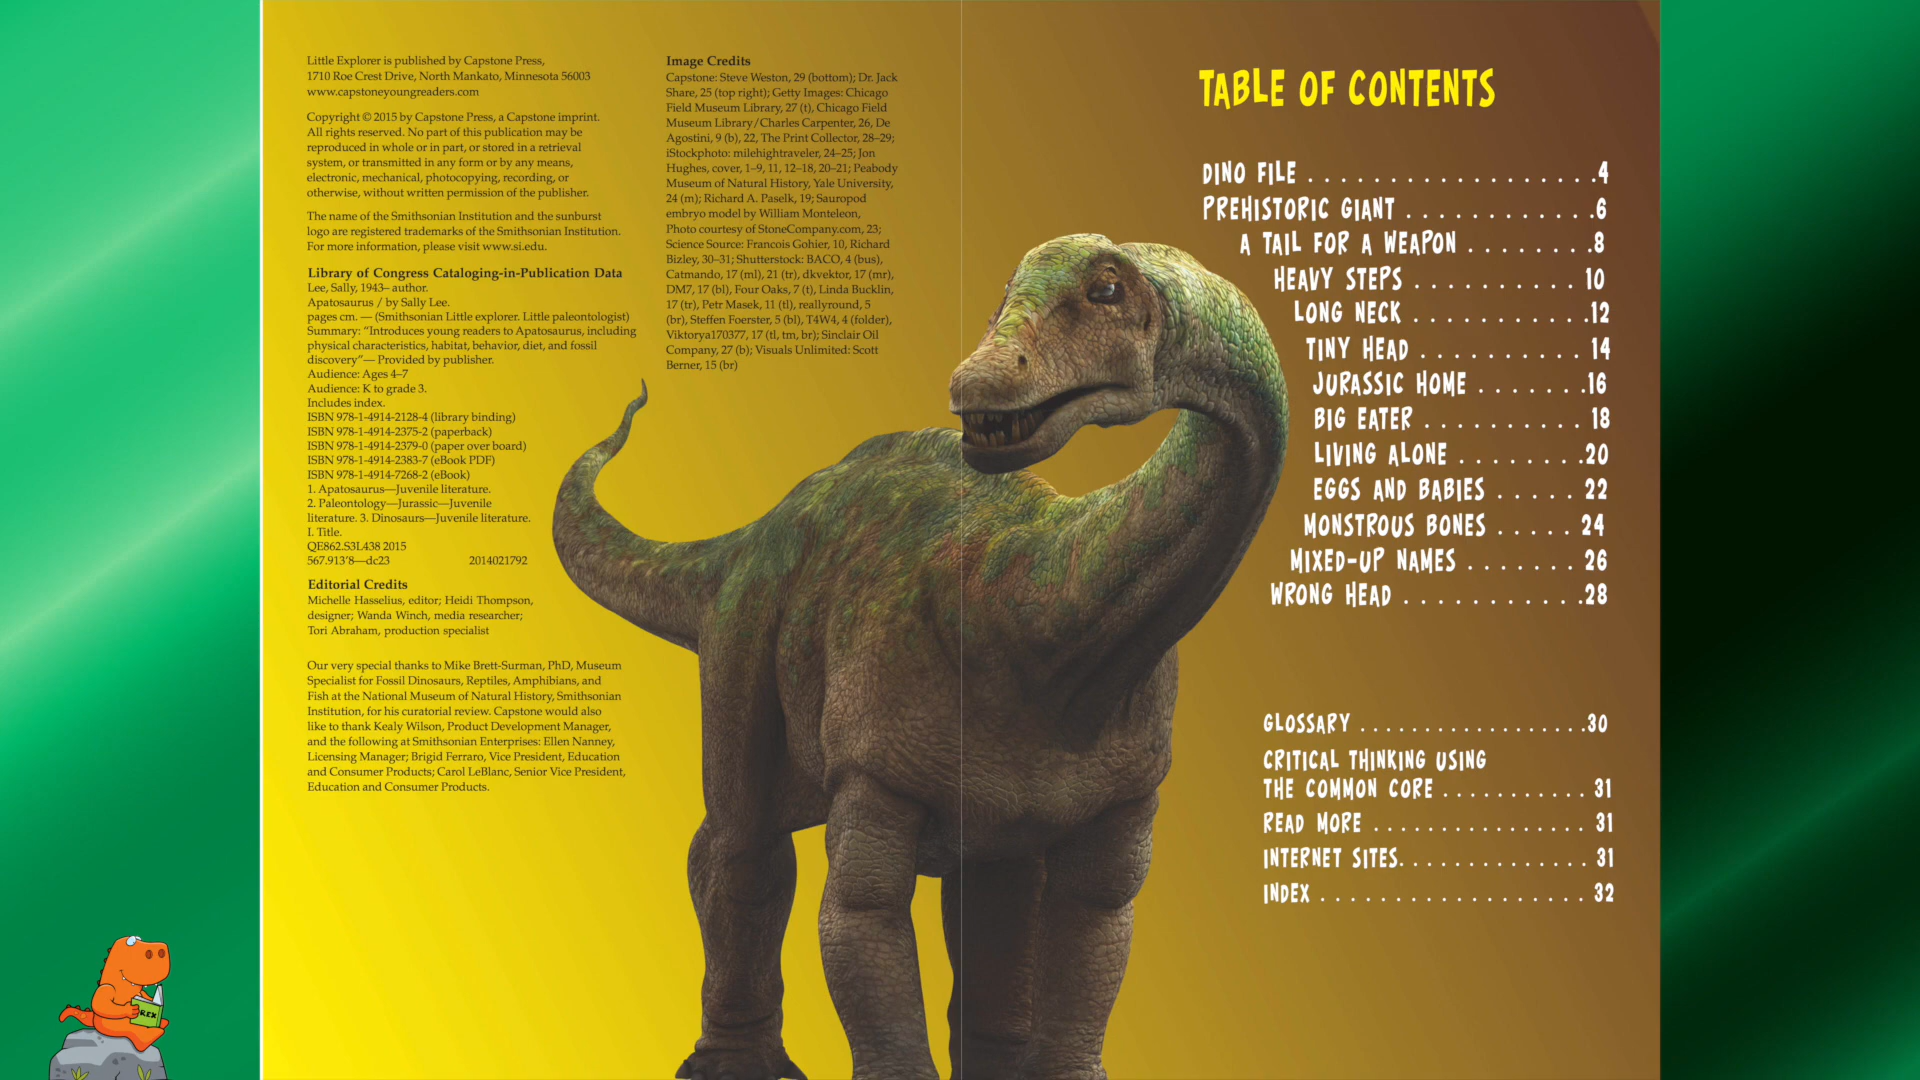 Little Explorer is published by Capstone Press,
1710 Roe Crest Drive, North Mankato, Minnesota 56003
www.capstoneyoungreaders.com
Copyright © 2015 by Capstone Press, a Capstone imprint.
All rights reserved. No part of this publication may be
reproduced in whole or in part, or stored in a retrieval
system, or transmitted in any form or by any means,
electronic, mechanical, photocopying, recording, or
otherwise, without written permission of the publisher.
The name of the Smithsonian Institution and the sunburst
logo are registered trademarks of the Smithsonian Institution.
For more information, please visit www.si.edu.
Library of Congress Cataloging-in-Publication Data
Lee, Sally, 1943– author.
Apatosaurus / by Sally Lee.
pages cm. — (Smithsonian Little explorer. Little paleontologist)
Summary: "Introduces young readers to Apatosaurus, including
physical characteristics, habitat, behavior, diet, and fossil
discovery"— Provided by publisher.
Audience: Ages 4–7
Audience: K to grade 3.
Includes index.
ISBN 978-1-4914-2128-4 (library binding)
ISBN 978-1-4914-2375-2 (paperback)
ISBN 978-1-4914-2379-0 (paper over board)
ISBN 978-1-4914-2383-7 (eBook PDF)
ISBN 978-1-4914-7268-2 (eBook)
1. Apatosaurus—Juvenile literature.
2. Paleontology—Jurassic—Juvenile
literature. 3. Dinosaurs—Juvenile literature.
I. Title.
QE862.S3L438 2015
567.913'8—dc23 2014021792
Editorial Credits
Michelle Hasselius, editor; Heidi Thompson,
designer; Wanda Winch, media researcher;
Tori Abraham, production specialist
Our very special thanks to Mike Brett-Surman, PhD, Museum
Specialist for Fossil Dinosaurs, Reptiles, Amphibians, and
Fish at the National Museum of Natural History, Smithsonian
Institution, for his curatorial review. Capstone would also
like to thank Kealy Wilson, Product Development Manager,
and the following at Smithsonian Enterprises: Ellen Nanney,
Licensing Manager; Brigid Ferraro, Vice President, Education
and Consumer Products; Carol LeBlanc, Senior Vice President,
Education and Consumer Products.
Image Credits
Capstone: Steve Weston, 29 (bottom); Dr. Jack
Share, 25 (top right); Getty Images: Chicago
Field Museum Library, 27 (t), Chicago Field
Museum Library/Charles Carpenter, 26, De
Agostini, 9 (b), 22, The Print Collector, 28–29;
iStockphoto: milehightraveler, 24–25; Jon
Hughes, cover, 1–9, 11, 12–18, 20–21; Peabody
Museum of Natural History, Yale University,
24 (m); Richard A. Paselk, 19; Sauropod
embryo model by William Monteleon,
Photo courtesy of StoneCompany.com, 23;
Science Source: Francois Gohier, 10, Richard
Bizley, 30–31; Shutterstock: BACO, 4 (bus),
Catmando, 17 (ml), 21 (tr), dkvektor, 17 (mr),
DM7, 17 (bl), Four Oaks, 7 (t), Linda Bucklin,
17 (tr), Petr Masek, 11 (tl), reallyround, 5
(br), Steffen Foerster, 5 (bl), T4W4, 4 (folder),
Viktorya170377, 17 (tl, tm, br); Sinclair Oil
Company, 27 (b); Visuals Unlimited: Scott
Berner, 15 (br)
TABLE OF CONTENTS
DINO FILE . . . . . . . . . . . . . . . . . .4
PREHISTORIC GIANT . . . . . . . . . . . .6
A TAIL FOR A WEAPON . . . . . . . .8
HEAVY STEPS . . . . . . . . . . 10
LONG NECK . . . . . . . . . . .12
TINY HEAD . . . . . . . . . . 14
JURASSIC HOME . . . . . . .16
BIG EATER . . . . . . . . . . 18
LIVING ALONE . . . . . . . .20
EGGS AND BABIES . . . . . 22
MONSTROUS BONES . . . . . 24
MIXED-UP NAMES . . . . . . . 26
WRONG HEAD . . . . . . . . . . .28
GLOSSARY . . . . . . . . . . . . . . . . .30
CRITICAL THINKING USING
THE COMMON CORE . . . . . . . . . . . 31
READ MORE . . . . . . . . . . . . . . . . 31
INTERNET SITES. . . . . . . . . . . . . . 31
INDEX . . . . . . . . . . . . . . . . . . 32
REX